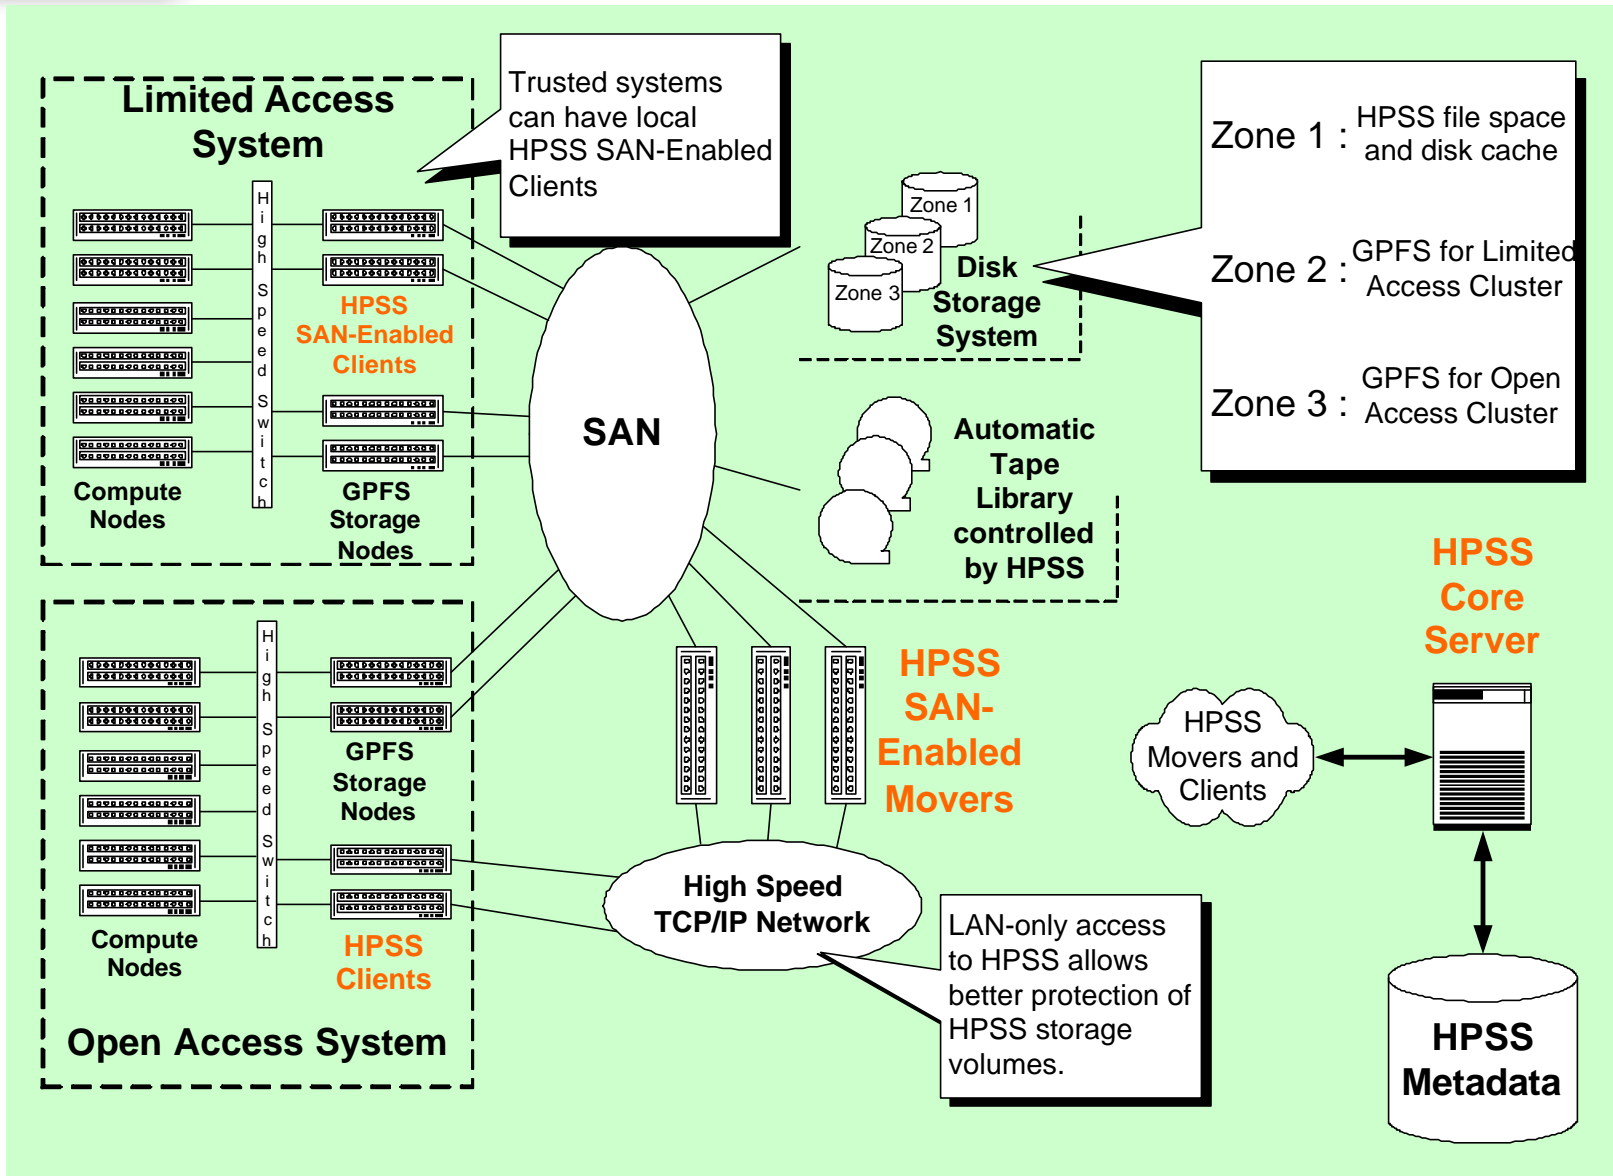 Limited Access
System
Trusted systems
can have local
HPSS SAN-Enabled
Clients
High Speed Switch
HPSS
SAN-Enabled
Clients
Compute
Nodes
GPFS
Storage
Nodes
SAN
Zone 1
Zone 2
Zone 3
Disk
Storage
System
Zone 1 : HPSS file space
and disk cache
Zone 2 : GPFS for Limited
Access Cluster
Zone 3 : GPFS for Open
Access Cluster
Automatic
Tape
Library
controlled
by HPSS
High Speed Switch
GPFS
Storage
Nodes
Compute
Nodes
HPSS
Clients
Open Access System
HPSS
SAN-
Enabled
Movers
High Speed
TCP/IP Network
LAN-only access
to HPSS allows
better protection of
HPSS storage
volumes.
HPSS
Core
Server
HPSS
Movers and
Clients
HPSS
Metadata